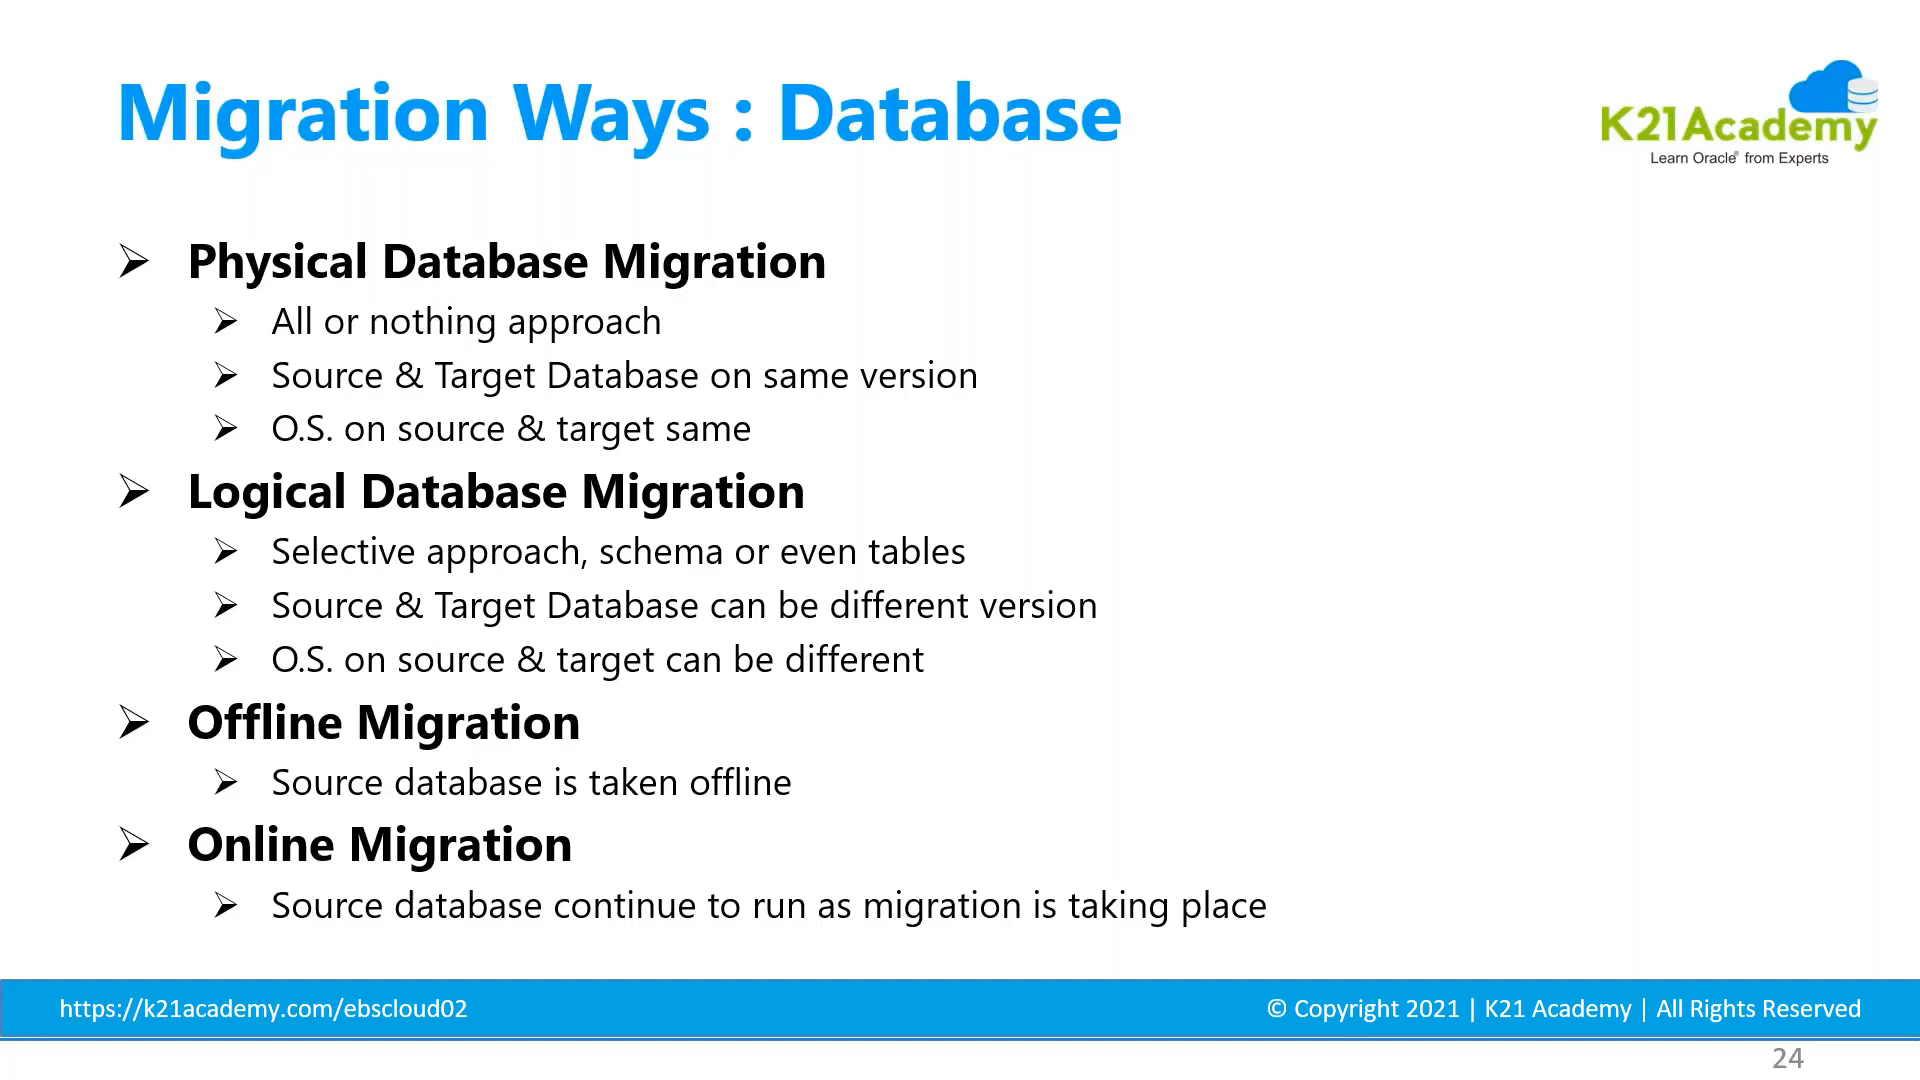 Migration Ways : Database
K21Academy
Learn Oracle® from Experts
➢ Physical Database Migration
➢ All or nothing approach
➢ Source & Target Database on same version
➢ O.S. on source & target same
➢ Logical Database Migration
➢ Selective approach, schema or even tables
➢ Source & Target Database can be different version
➢ O.S. on source & target can be different
➢ Offline Migration
➢ Source database is taken offline
➢ Online Migration
➢ Source database continue to run as migration is taking place
https://k21academy.com/ebscloud02
© Copyright 2021 | K21 Academy | All Rights Reserved
24